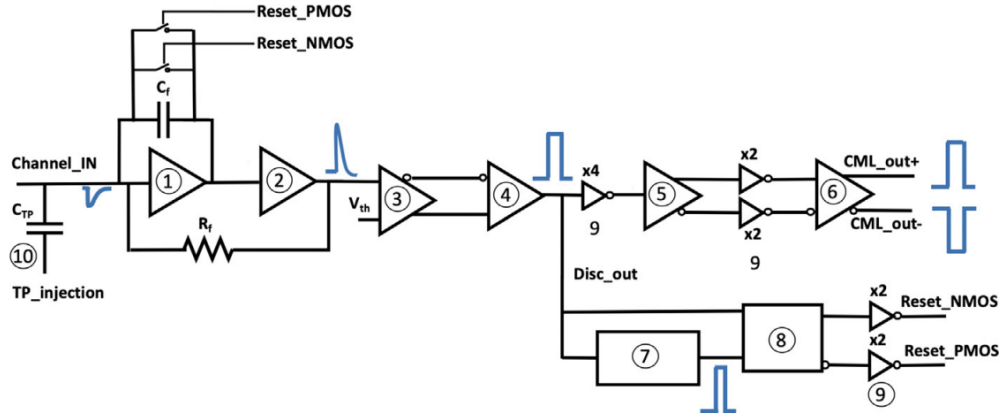 Reset_PMOS
Reset_NMOS
Cf
Channel_IN
1
2
Vth
3
4
x4
9
5
x2
x2
9
6
CML_out+
CML_out-
CTP
10
TP_injection
Rf
Disc_out
7
8
x2
Reset_NMOS
x2
Reset_PMOS
9